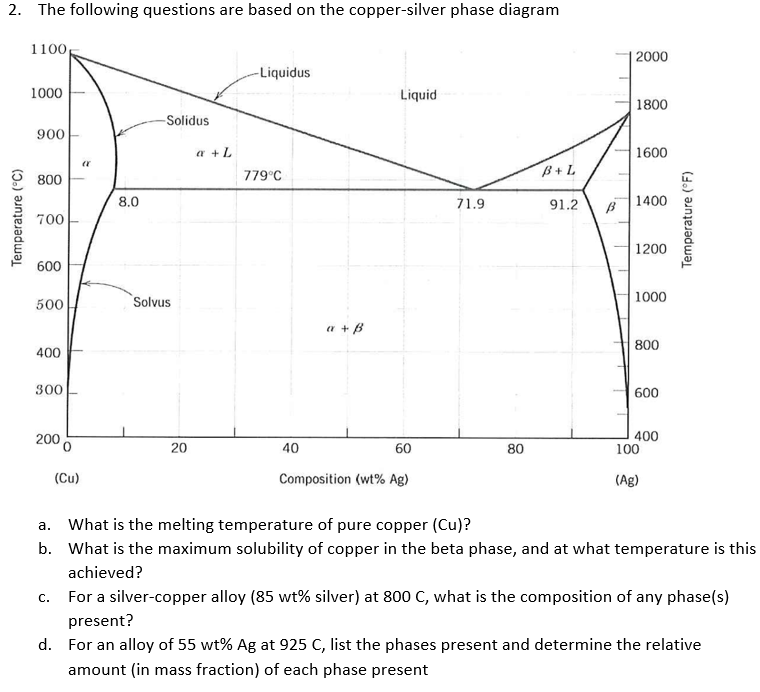 2. The following questions are based on the copper-silver phase diagram
1100
2000
Liquidus
1000
Liquid
1800
Solidus
900
α + L
1600
α
779°C
β + L
800
8.0
71.9
91.2
β
1400
700
1200
600
Solvus
1000
500
α + β
800
400
300
600
200
400
0
20
40
60
80
100
(Cu)
Composition (wt% Ag)
(Ag)
Temperature (°C)
Temperature (°F)
a. What is the melting temperature of pure copper (Cu)?
b. What is the maximum solubility of copper in the beta phase, and at what temperature is this
achieved?
c. For a silver-copper alloy (85 wt% silver) at 800 C, what is the composition of any phase(s)
present?
d. For an alloy of 55 wt% Ag at 925 C, list the phases present and determine the relative
amount (in mass fraction) of each phase present